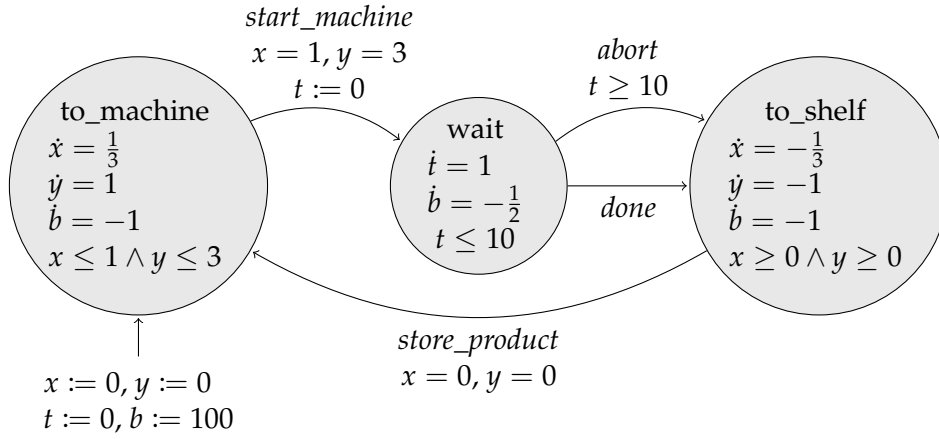 start_machine
x = 1, y = 3
t := 0
abort
t ≥ 10
to_machine
ẋ = 1/3
ẏ = 1
ḃ = −1
x ≤ 1 ∧ y ≤ 3
wait
ṫ = 1
ḃ = −1/2
t ≤ 10
done
to_shelf
ẋ = −1/3
ẏ = −1
ḃ = −1
x ≥ 0 ∧ y ≥ 0
store_product
x = 0, y = 0
x := 0, y := 0
t := 0, b := 100